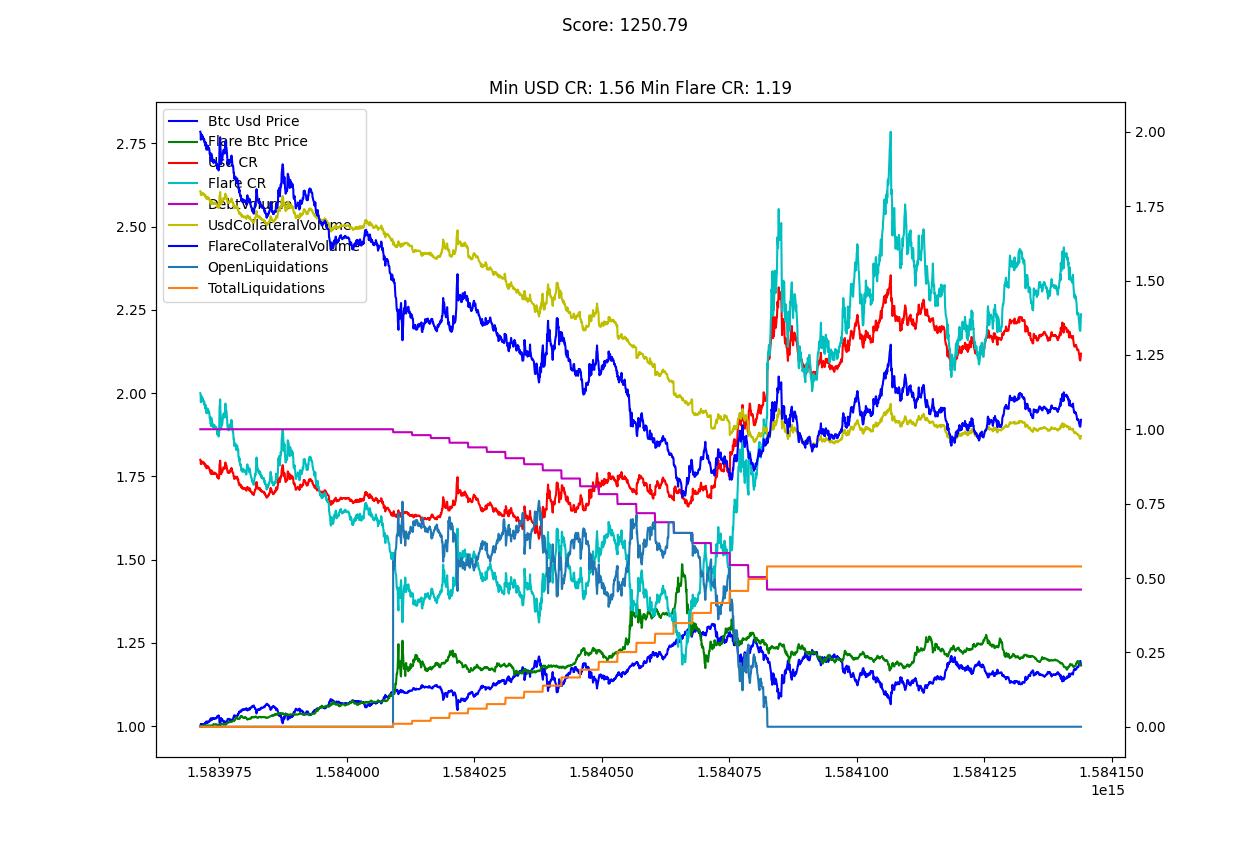 Score: 1250.79
Min USD CR: 1.56 Min Flare CR: 1.19
Btc Usd Price
Flare Btc Price
Usd CR
Flare CR
DebtVolume
UsdCollateralVolume
FlareCollateralVolume
OpenLiquidations
TotalLiquidations
2.75
2.50
2.25
2.00
1.75
1.50
1.25
1.00
2.00
1.75
1.50
1.25
1.00
0.75
0.50
0.25
0.00
1.583975 1.584000 1.584025 1.584050 1.584075 1.584100 1.584125 1.584150
1e15